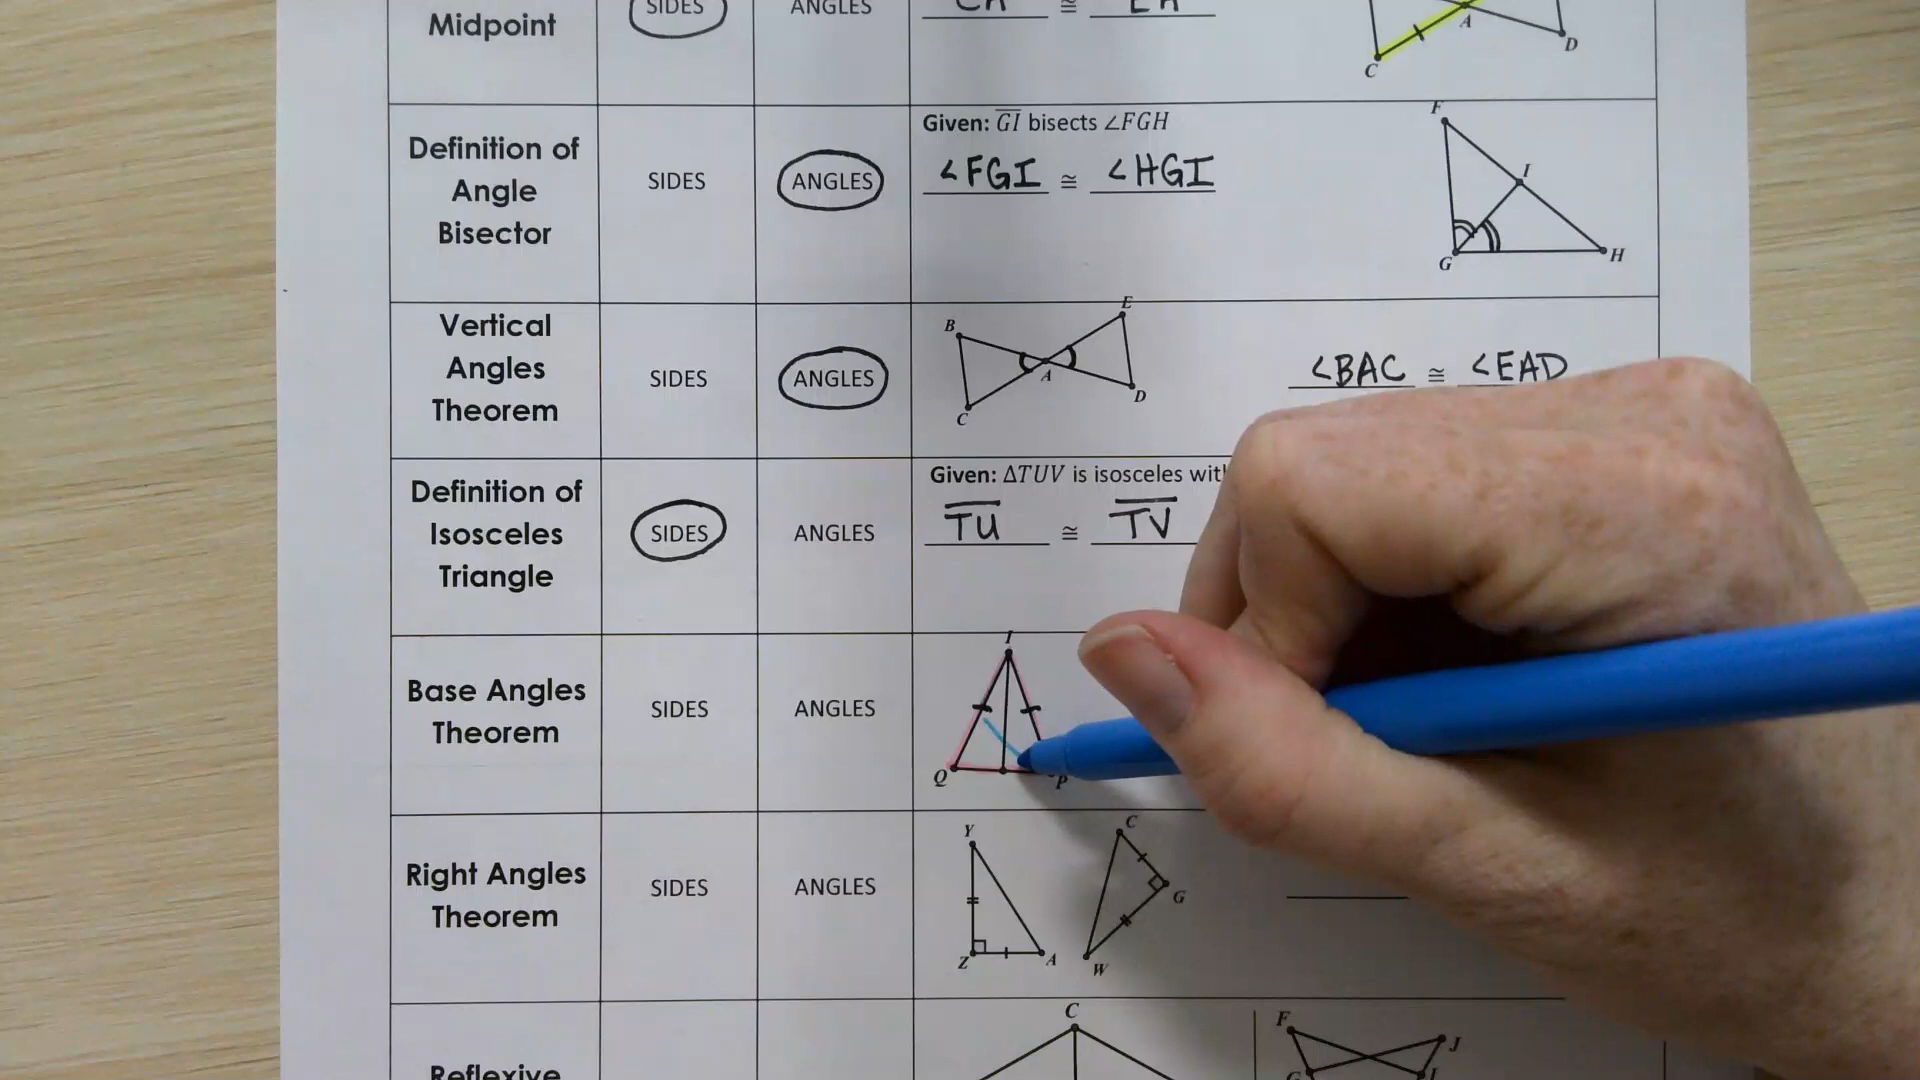 Midpoint
SIDES
ANGLES
≅
A
C
D
Definition of
Angle
Bisector
SIDES
ANGLES
Given: GI bisects ∠FGH
∠FGI ≅ ∠HGI
F
I
G
H
Vertical
Angles
Theorem
SIDES
ANGLES
B
E
A
C
D
∠BAC ≅ ∠EAD
Definition of
Isosceles
Triangle
SIDES
ANGLES
Given: ΔTUV is isosceles
TU ≅ TV
Base Angles
Theorem
SIDES
ANGLES
I
Q
P
Right Angles
Theorem
SIDES
ANGLES
Y
Z
A
C
G
W
Reflexive
C
F
J